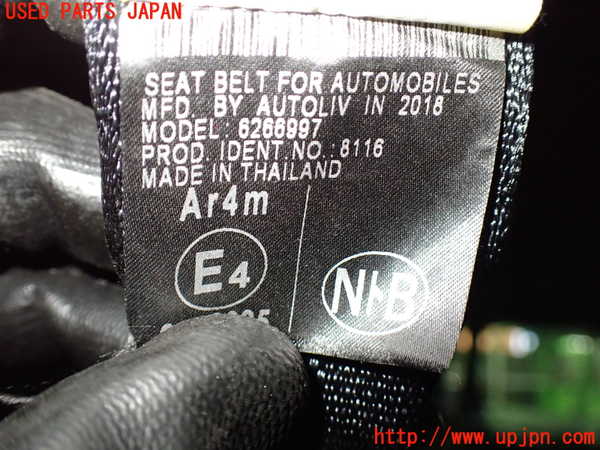 USED PARTS JAPAN
SEAT BELT FOR AUTOMOBILES
MFD. BY AUTOLIV IN 2018
MODEL: 6266997
PROD. IDENT.NO.:8116
MADE IN THAILAND
Ar4m
E4
http://www.upjpn.com/